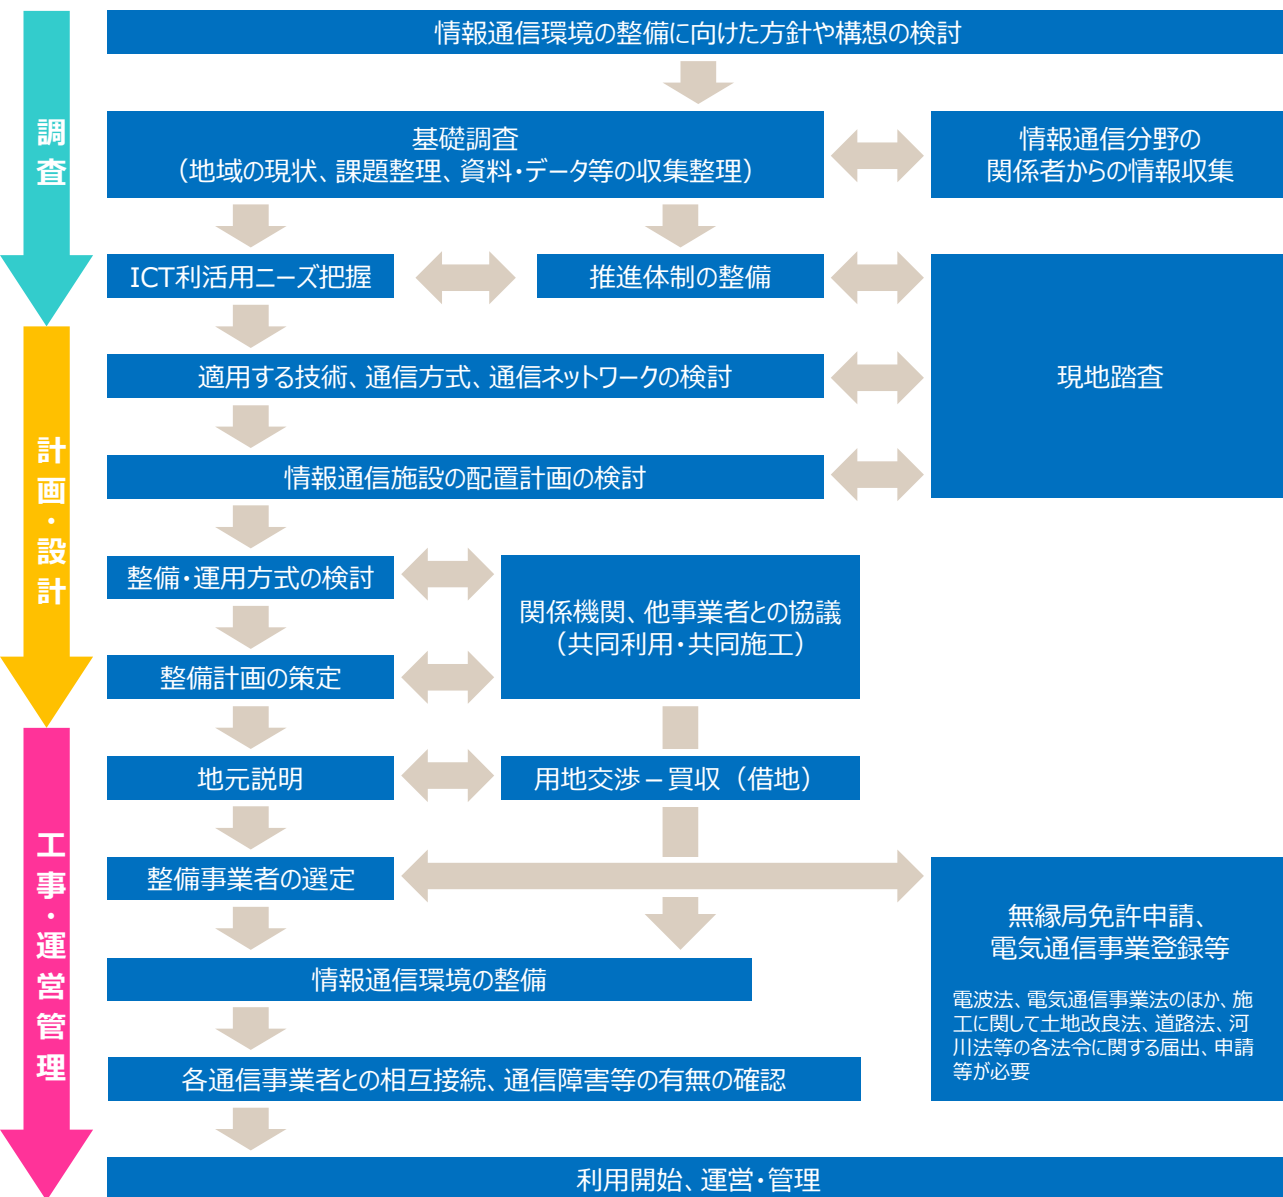 情報通信環境の整備に向けた方針や構想の検討
調査
基礎調査
（地域の現状、課題整理、資料・データ等の収集整理）
情報通信分野の
関係者からの情報収集
ICT利活用ニーズ把握
推進体制の整備
現地踏査
適用する技術、通信方式、通信ネットワークの検討
計画・設計
情報通信施設の配置計画の検討
整備・運用方式の検討
関係機関、他事業者との協議
（共同利用・共同施工）
整備計画の策定
工事・運営管理
地元説明
用地交渉－買収（借地）
整備事業者の選定
無縁局免許申請、
電気通信事業登録等
電波法、電気通信事業法のほか、施
工に関して土地改良法、道路法、河
川法等の各法令に関する届出、申請
等が必要
情報通信環境の整備
各通信事業者との相互接続、通信障害等の有無の確認
利用開始、運営・管理